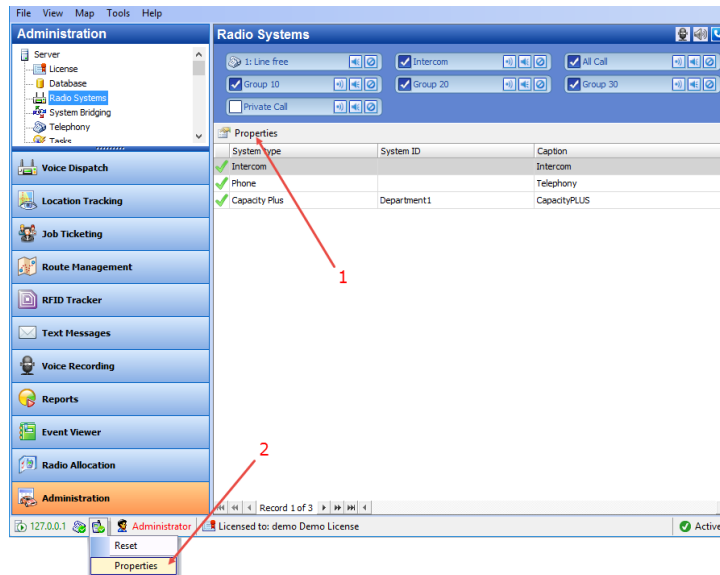 File View Map Tools Help
Administration
Radio Systems
Server
License
Database
Radio Systems
System Bridging
Telephony
Tasks
1: Line free
Intercom
All Call
Group 10
Group 20
Group 30
Private Call
Properties
System type System ID Caption
Intercom Intercom
Phone Telephony
Capacity Plus Department1 CapacityPLUS
1
Voice Dispatch
Location Tracking
Job Ticketing
Route Management
RFID Tracker
Text Messages
Voice Recording
Reports
Event Viewer
Radio Allocation
Administration
2
Record 1 of 3
127.0.0.1 Administrator Licensed to: demo Demo License Active
Reset
Properties